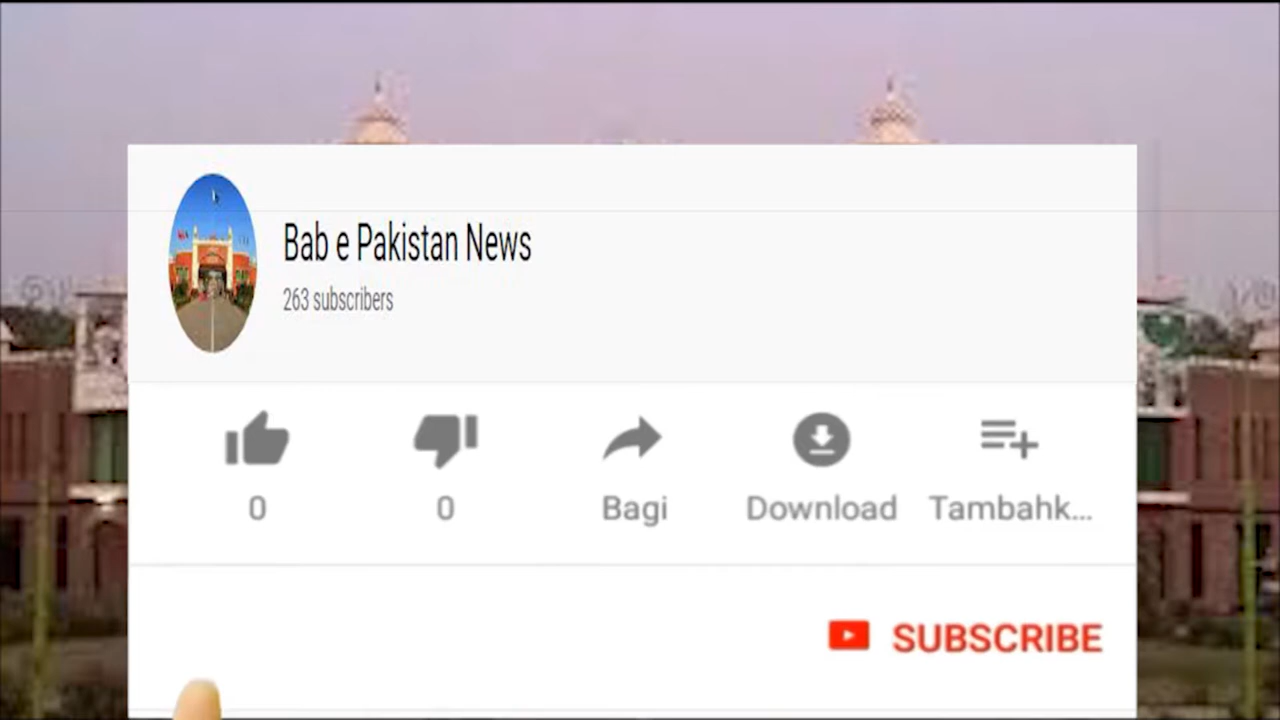 Bab e Pakistan News
263 subscribers
0
0
Bagi
Download
Tambahk...
SUBSCRIBE